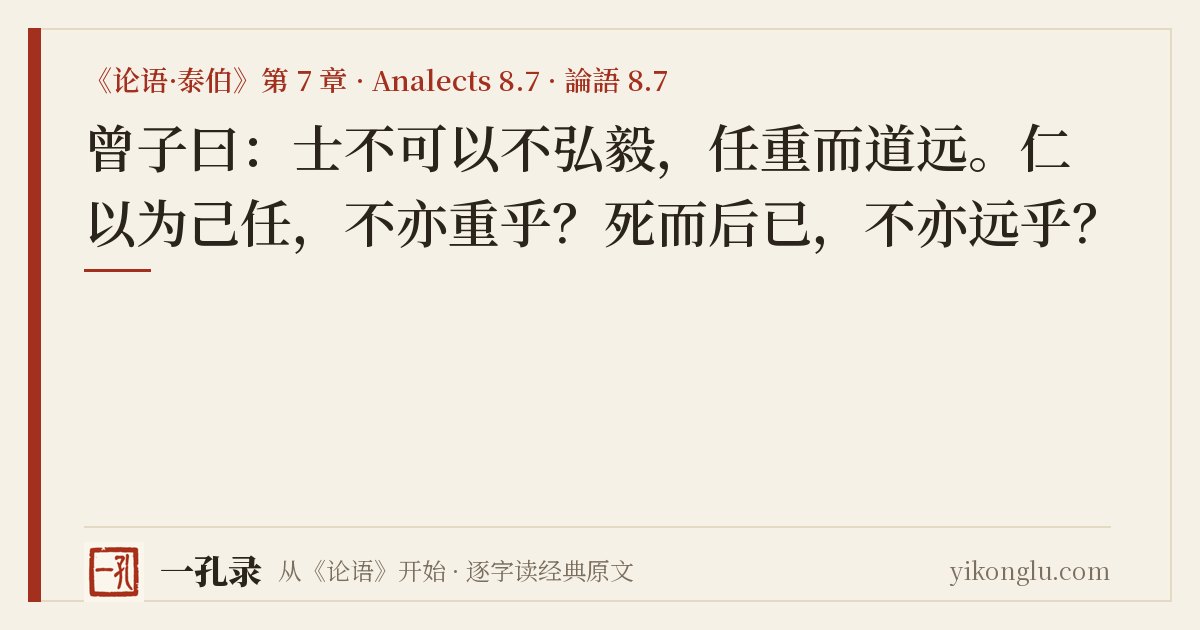 《论语·泰伯》第 7 章 · Analects 8.7 · 論語 8.7
曾子曰：士不可以不弘毅，任重而道远。仁
以为己任，不亦重乎？死而后已，不亦远乎？
一孔
一孔录 从《论语》开始 · 逐字读经典原文 yikonglu.com